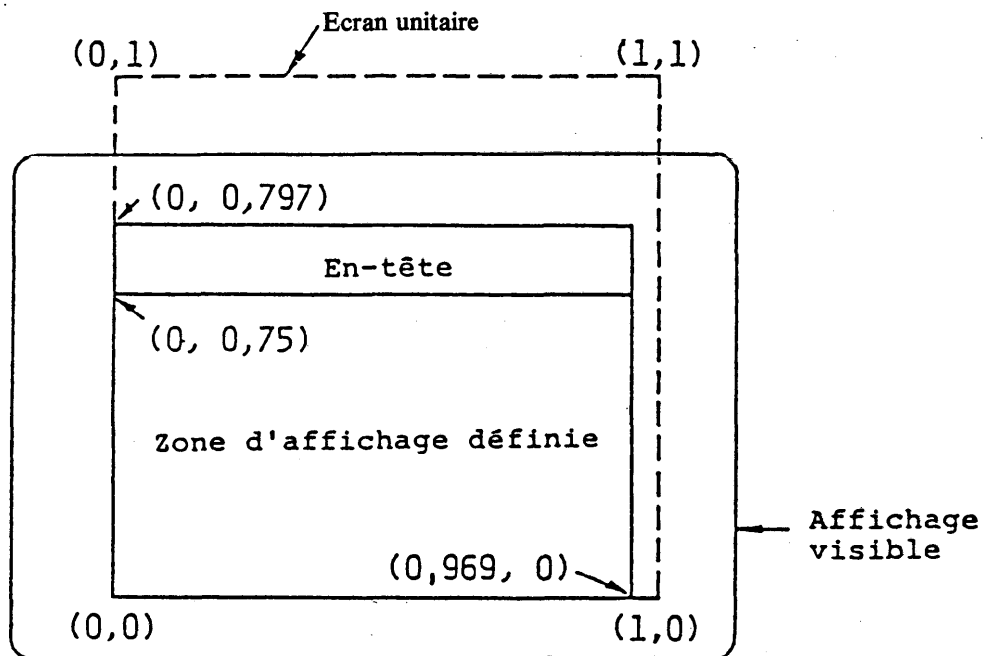 Ecran unitaire
(0,1)
(1,1)
(0, 0,797)
En-tête
(0, 0,75)
Zone d'affichage définie
Affichage
visible
(0,969, 0)
(0,0)
(1,0)